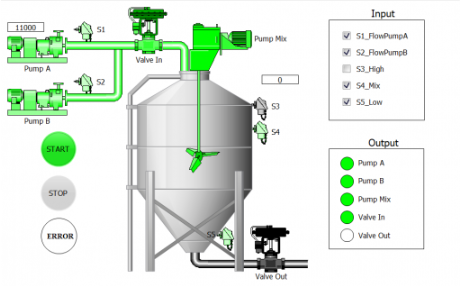 11000
S1
Pump A
Valve In
Pump Mix
S2
Pump B
0
S3
S4
START
STOP
ERROR
S5
Valve Out
Input
S1_FlowPumpA
S2_FlowPumpB
S3_High
S4_Mix
S5_Low
Output
Pump A
Pump B
Pump Mix
Valve In
Valve Out